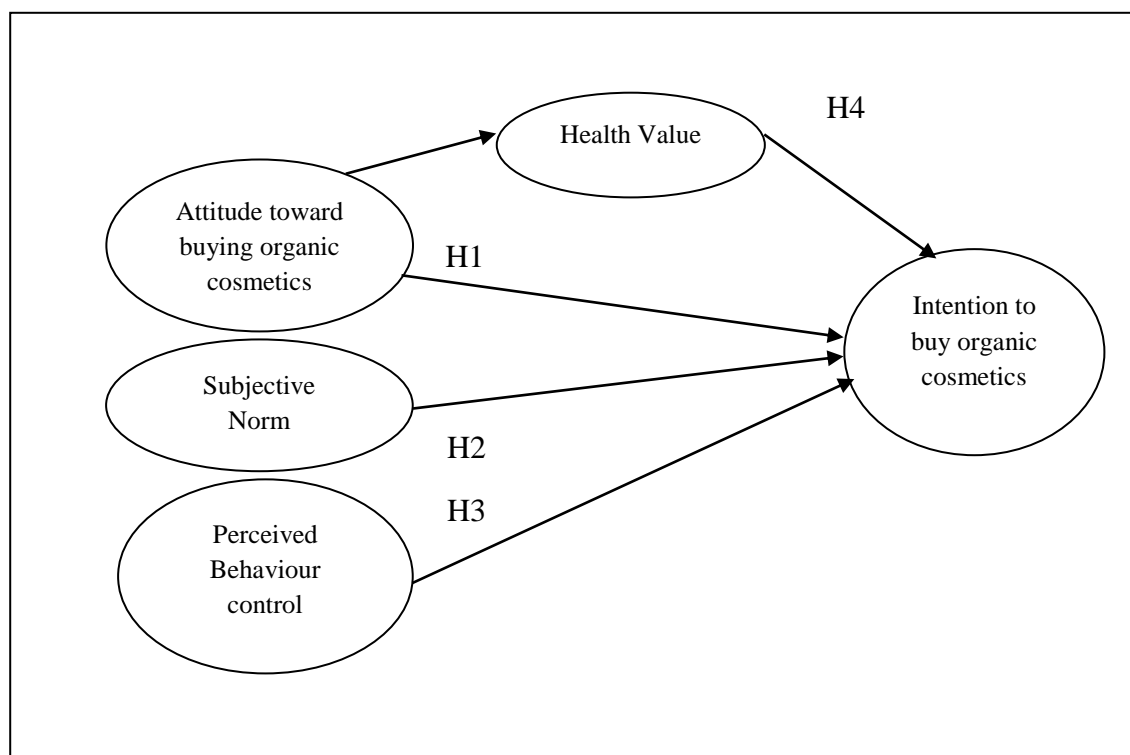 H4
Health Value
Attitude toward
buying organic
cosmetics
H1
Intention to
buy organic
cosmetics
Subjective
Norm
H2
H3
Perceived
Behaviour
control